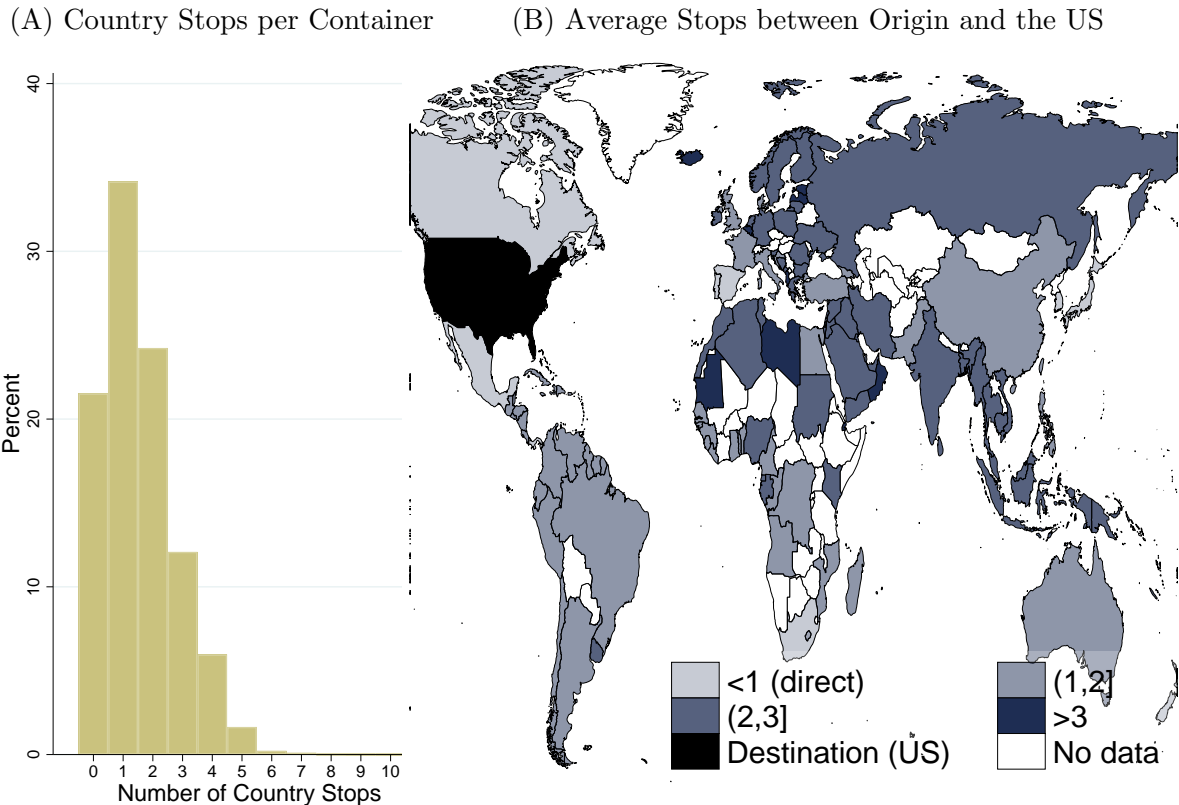 (A) Country Stops per Container
(B) Average Stops between Origin and the US
40
30
20
10
0
Percent
0 1 2 3 4 5 6 7 8 9 10
Number of Country Stops
<1 (direct)
(1,2]
(2,3]
>3
Destination (US)
No data